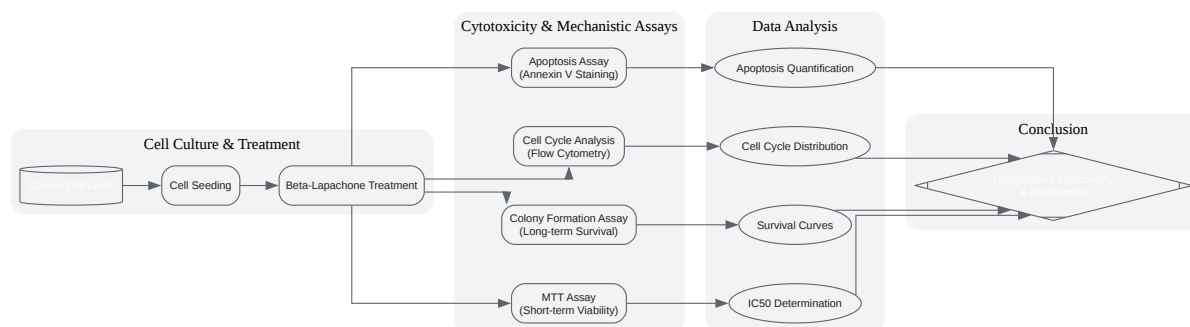 Cytotoxicity & Mechanistic Assays
Data Analysis
Apoptosis Assay
(Annexin V Staining)
Apoptosis Quantification
Cell Culture & Treatment
Cancer Cell Lines
Cell Seeding
Beta-Lapachone Treatment
Cell Cycle Analysis
(Flow Cytometry)
Cell Cycle Distribution
Conclusion
Comparative Cytotoxicity
& Mechanism
Colony Formation Assay
(Long-term Survival)
Survival Curves
MTT Assay
(Short-term Viability)
IC50 Determination